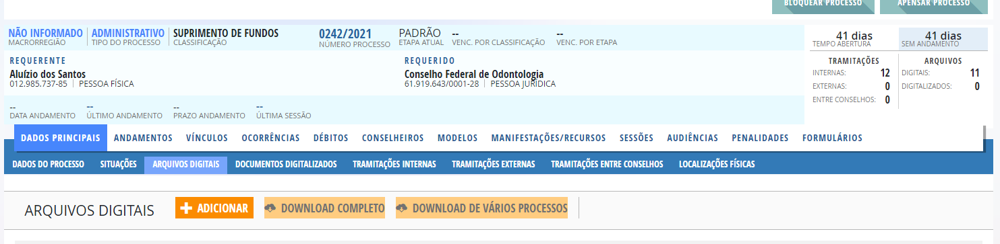 BLOQUEAR PROCESSO APENSAR PROCESSO
NÃO INFORMADO ADMINISTRATIVO SUPRIMENTO DE FUNDOS 0242/2021 PADRÃO -- -- 41 dias 41 dias
MACRORREGIÃO TIPO DO PROCESSO CLASSIFICAÇÃO NÚMERO PROCESSO ETAPA ATUAL VENC. POR CLASSIFICAÇÃO VENC. POR ETAPA TEMPO ABERTURA SEM ANDAMENTO
REQUERENTE REQUERIDO TRAMITAÇÕES ARQUIVOS
Aluízio dos Santos Conselho Federal de Odontologia INTERNAS: 12 DIGITAIS: 11
012.985.737-85 PESSOA FÍSICA 61.919.643/0001-28 PESSOA JURÍDICA EXTERNAS: 0 DIGITALIZADOS: 0
ENTRE CONSELHOS: 0
-- -- -- --
DATA ANDAMENTO ÚLTIMO ANDAMENTO PRAZO ANDAMENTO ÚLTIMA SESSÃO
DADOS PRINCIPAIS ANDAMENTOS VÍNCULOS OCORRÊNCIAS DÉBITOS CONSELHEIROS MODELOS MANIFESTAÇÕES/RECURSOS SESSÕES AUDIÊNCIAS PENALIDADES FORMULÁRIOS
DADOS DO PROCESSO SITUAÇÕES ARQUIVOS DIGITAIS DOCUMENTOS DIGITALIZADOS TRAMITAÇÕES INTERNAS TRAMITAÇÕES EXTERNAS TRAMITAÇÕES ENTRE CONSELHOS LOCALIZAÇÕES FÍSICAS
ARQUIVOS DIGITAIS ADICIONAR DOWNLOAD COMPLETO DOWNLOAD DE VÁRIOS PROCESSOS